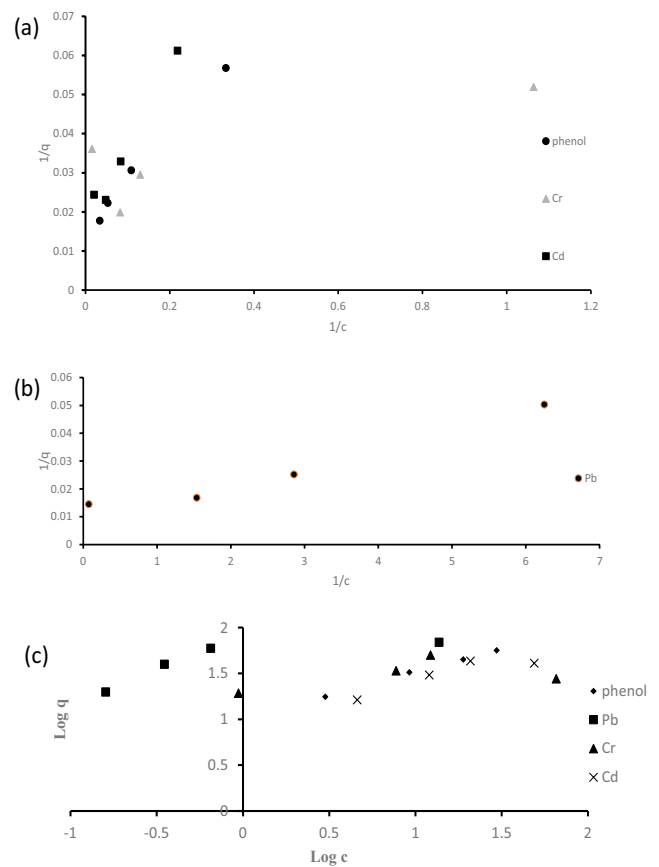 (a)
0.07
0.06
0.05
0.04
0.03
0.02
0.01
0
1/q
0 0.2 0.4 0.6 0.8 1 1.2
1/c
phenol
Cr
Cd
(b)
0.06
0.05
0.04
0.03
0.02
0.01
0
1/q
0 1 2 3 4 5 6 7
1/c
Pb
(c)
2
1.5
1
0.5
0
Log q
-1 -0.5 0 0.5 1 1.5 2
Log c
phenol
Pb
Cr
Cd